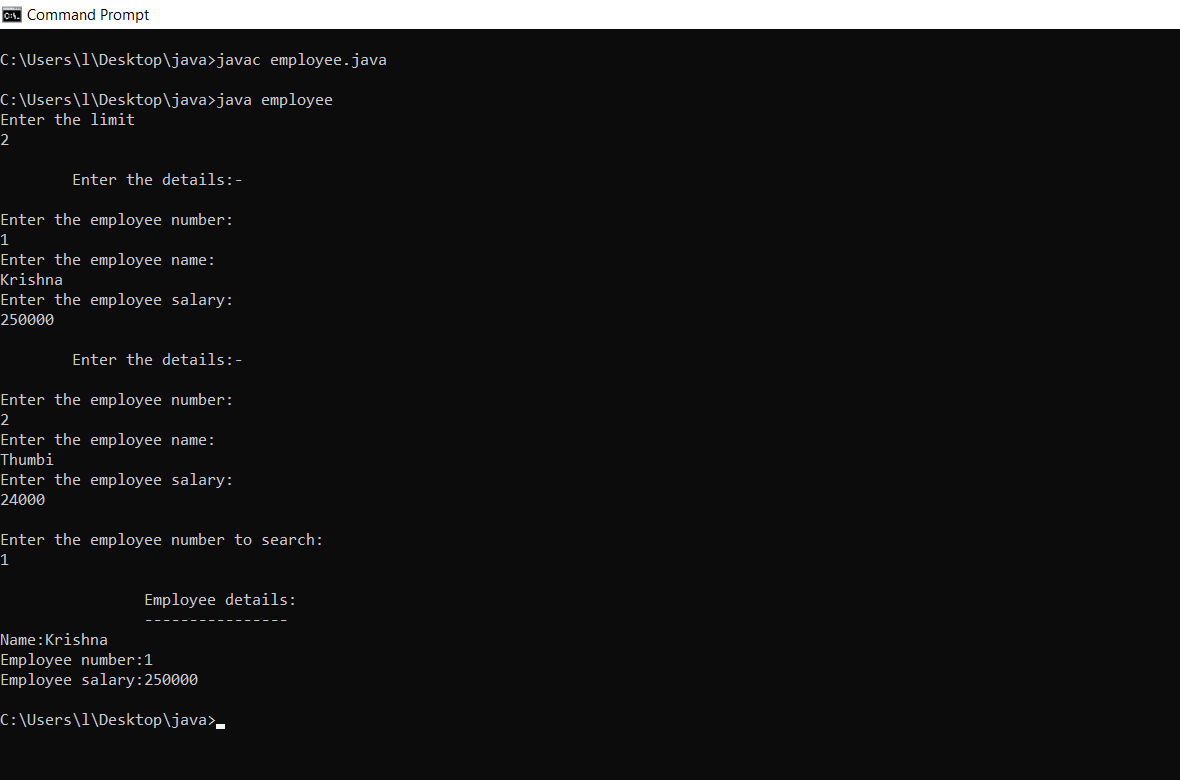 Command Prompt
C:\Users\l\Desktop\java>javac employee.java
C:\Users\l\Desktop\java>java employee
Enter the limit
2
Enter the details:-
Enter the employee number:
1
Enter the employee name:
Krishna
Enter the employee salary:
250000
Enter the details:-
Enter the employee number:
2
Enter the employee name:
Thumbi
Enter the employee salary:
24000
Enter the employee number to search:
1
Employee details:
----------------
Name:Krishna
Employee number:1
Employee salary:250000
C:\Users\l\Desktop\java>